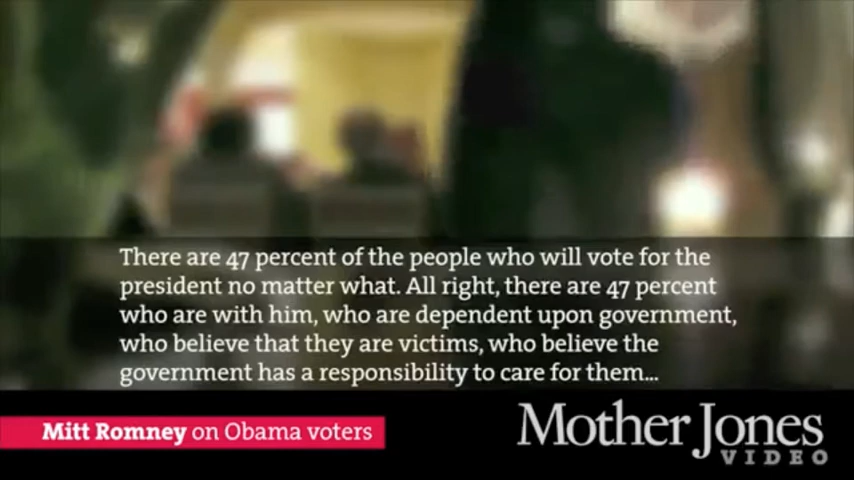 There are 47 percent of the people who will vote for the
president no matter what. All right, there are 47 percent
who are with him, who are dependent upon government,
who believe that they are victims, who believe the
government has a responsibility to care for them...
Mitt Romney on Obama voters
Mother Jones
VIDEO